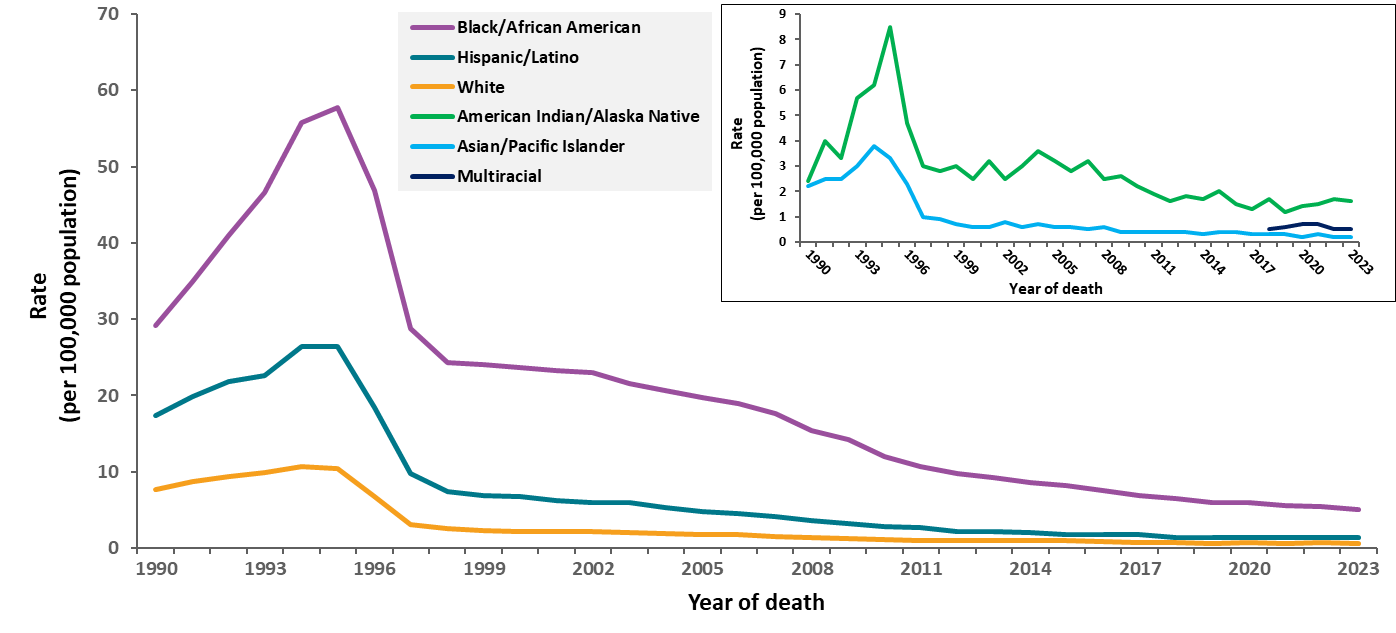 70
60
50
40
30
20
10
0
Rate
(per 100,000 population)
1990 1993 1996 1999 2002 2005 2008 2011 2014 2017 2020 2023
Year of death
Black/African American
Hispanic/Latino
White
American Indian/Alaska Native
Asian/Pacific Islander
Multiracial
9
8
7
6
5
4
3
2
1
0
Rate
(per 100,000 population)
1990 1993 1996 1999 2002 2005 2008 2011 2014 2017 2020 2023
Year of death